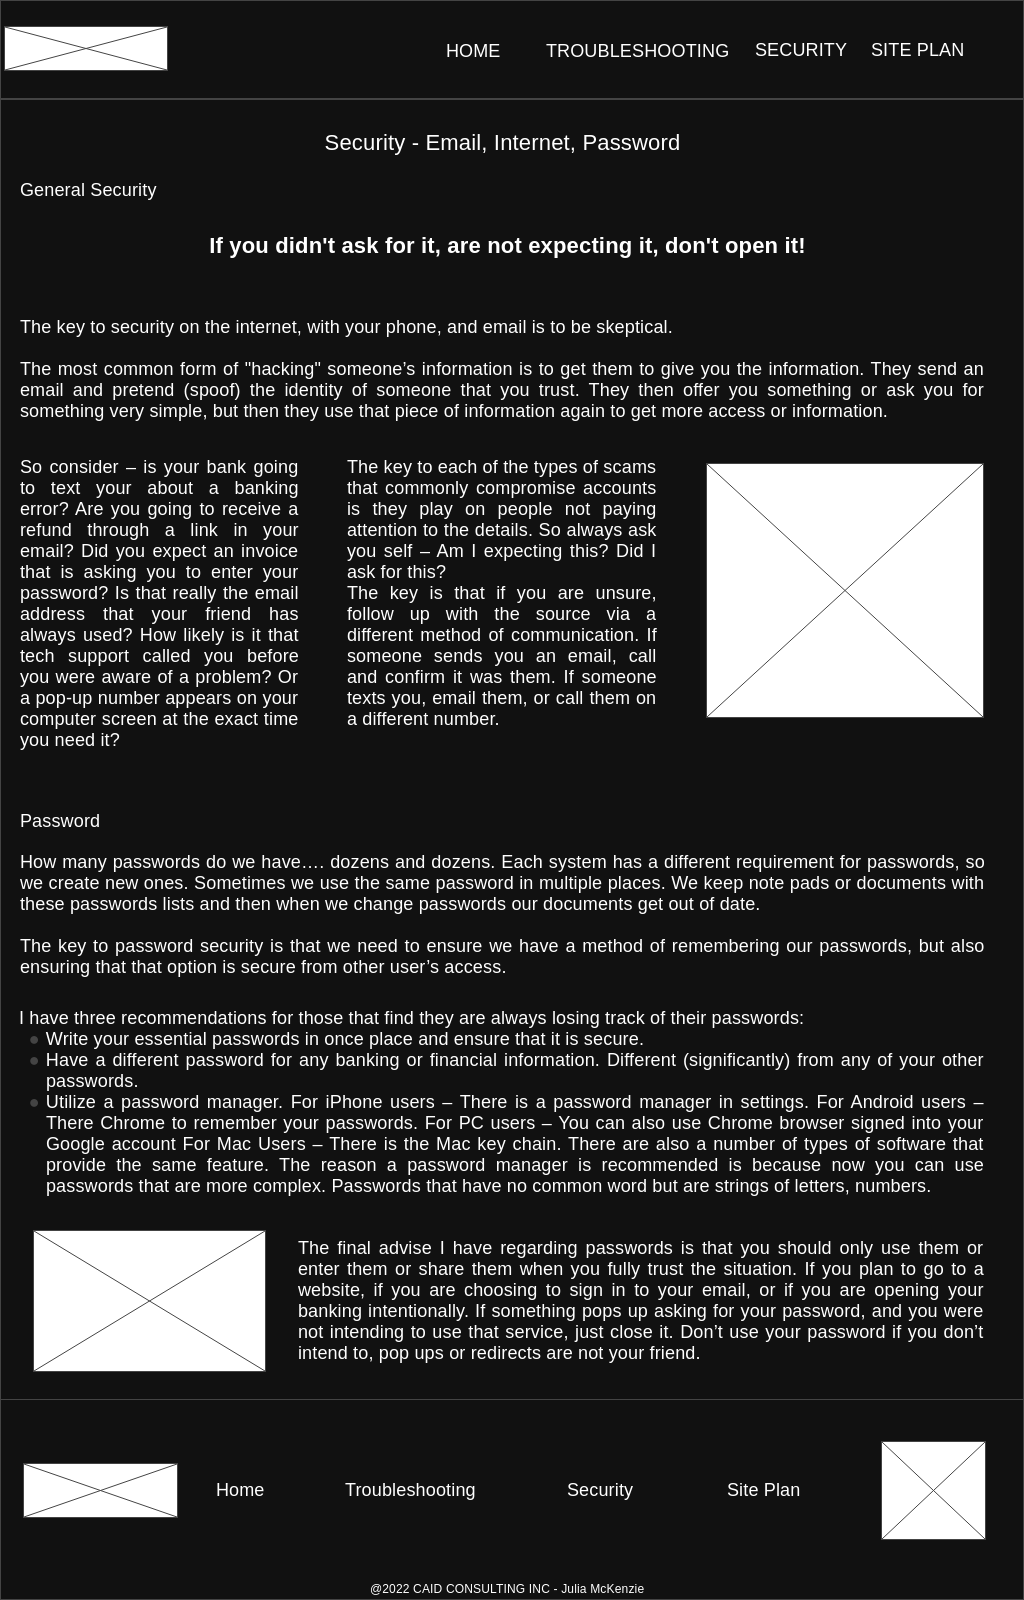 HOME TROUBLESHOOTING SECURITY SITE PLAN
Security - Email, Internet, Password
General Security
If you didn't ask for it, are not expecting it, don't open it!
The key to security on the internet, with your phone, and email is to be skeptical.
The most common form of "hacking" someone’s information is to get them to give you the information. They send an
email and pretend (spoof) the identity of someone that you trust. They then offer you something or ask you for
something very simple, but then they use that piece of information again to get more access or information.
So consider – is your bank going
to text your about a banking
error? Are you going to receive a
refund through a link in your
email? Did you expect an invoice
that is asking you to enter your
password? Is that really the email
address that your friend has
always used? How likely is it that
tech support called you before
you were aware of a problem? Or
a pop-up number appears on your
computer screen at the exact time
you need it?
The key to each of the types of scams
that commonly compromise accounts
is they play on people not paying
attention to the details. So always ask
you self – Am I expecting this? Did I
ask for this?
The key is that if you are unsure,
follow up with the source via a
different method of communication. If
someone sends you an email, call
and confirm it was them. If someone
texts you, email them, or call them on
a different number.
Password
How many passwords do we have…. dozens and dozens. Each system has a different requirement for passwords, so
we create new ones. Sometimes we use the same password in multiple places. We keep note pads or documents with
these passwords lists and then when we change passwords our documents get out of date.
The key to password security is that we need to ensure we have a method of remembering our passwords, but also
ensuring that that option is secure from other user’s access.
I have three recommendations for those that find they are always losing track of their passwords:
● Write your essential passwords in once place and ensure that it is secure.
● Have a different password for any banking or financial information. Different (significantly) from any of your other
passwords.
● Utilize a password manager. For iPhone users – There is a password manager in settings. For Android users –
There Chrome to remember your passwords. For PC users – You can also use Chrome browser signed into your
Google account For Mac Users – There is the Mac key chain. There are also a number of types of software that
provide the same feature. The reason a password manager is recommended is because now you can use
passwords that are more complex. Passwords that have no common word but are strings of letters, numbers.
The final advise I have regarding passwords is that you should only use them or
enter them or share them when you fully trust the situation. If you plan to go to a
website, if you are choosing to sign in to your email, or if you are opening your
banking intentionally. If something pops up asking for your password, and you were
not intending to use that service, just close it. Don’t use your password if you don’t
intend to, pop ups or redirects are not your friend.
Home Troubleshooting Security Site Plan
@2022 CAID CONSULTING INC - Julia McKenzie